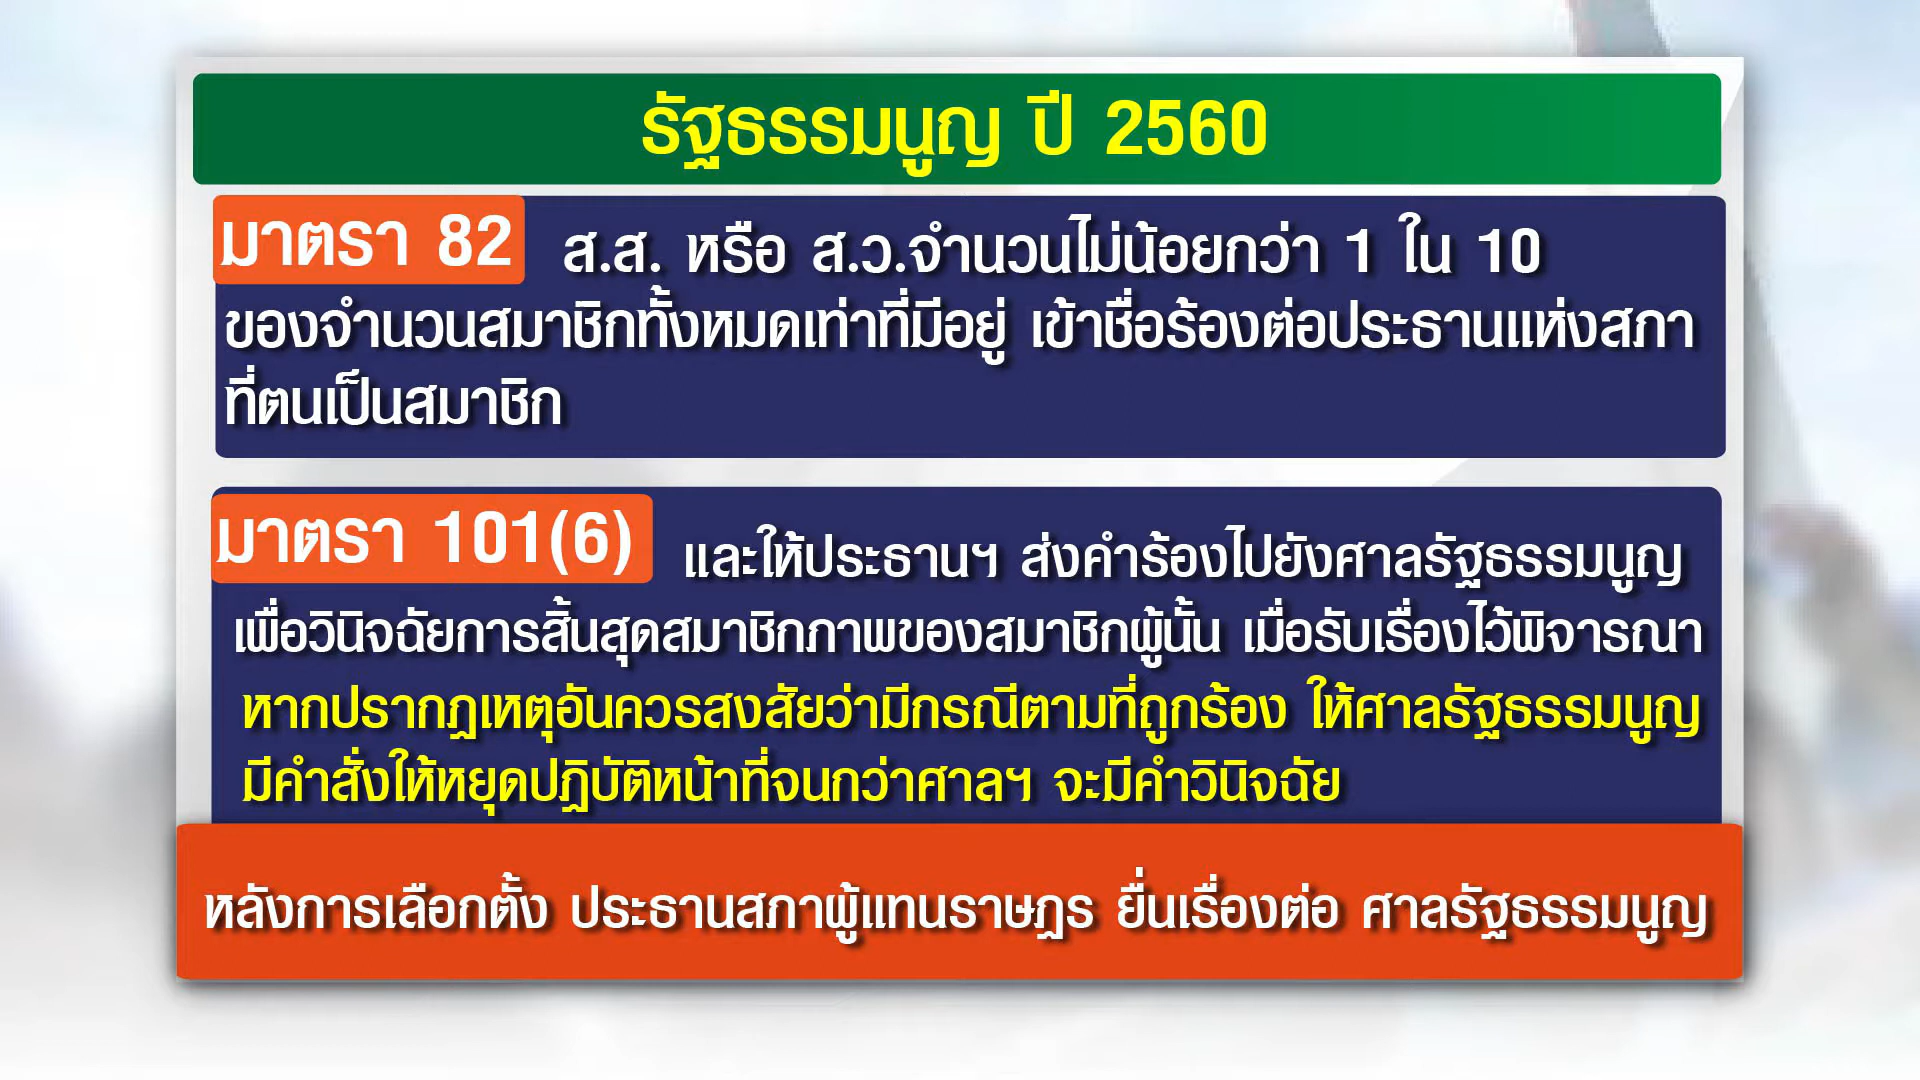 รัฐธรรมนูญ ปี 2560
มาตรา 82 ส.ส. หรือ ส.ว.จำนวนไม่น้อยกว่า 1 ใน 10
ของจำนวนสมาชิกทั้งหมดเท่าที่มีอยู่ เข้าชื่อร้องต่อประธานแห่งสภา
ที่ตนเป็นสมาชิก
มาตรา 101(6) และให้ประธานฯ ส่งคำร้องไปยังศาลรัฐธรรมนูญ
เพื่อวินิจฉัยการสิ้นสุดสมาชิกภาพของสมาชิกผู้นั้น เมื่อรับเรื่องไว้พิจารณา
หากปรากฏเหตุอันควรสงสัยว่ามีกรณีตามที่ถูกร้อง ให้ศาลรัฐธรรมนูญ
มีคำสั่งให้หยุดปฏิบัติหน้าที่จนกว่าศาลฯ จะมีคำวินิจฉัย
หลังการเลือกตั้ง ประธานสภาผู้แทนราษฎร ยื่นเรื่องต่อ ศาลรัฐธรรมนูญ